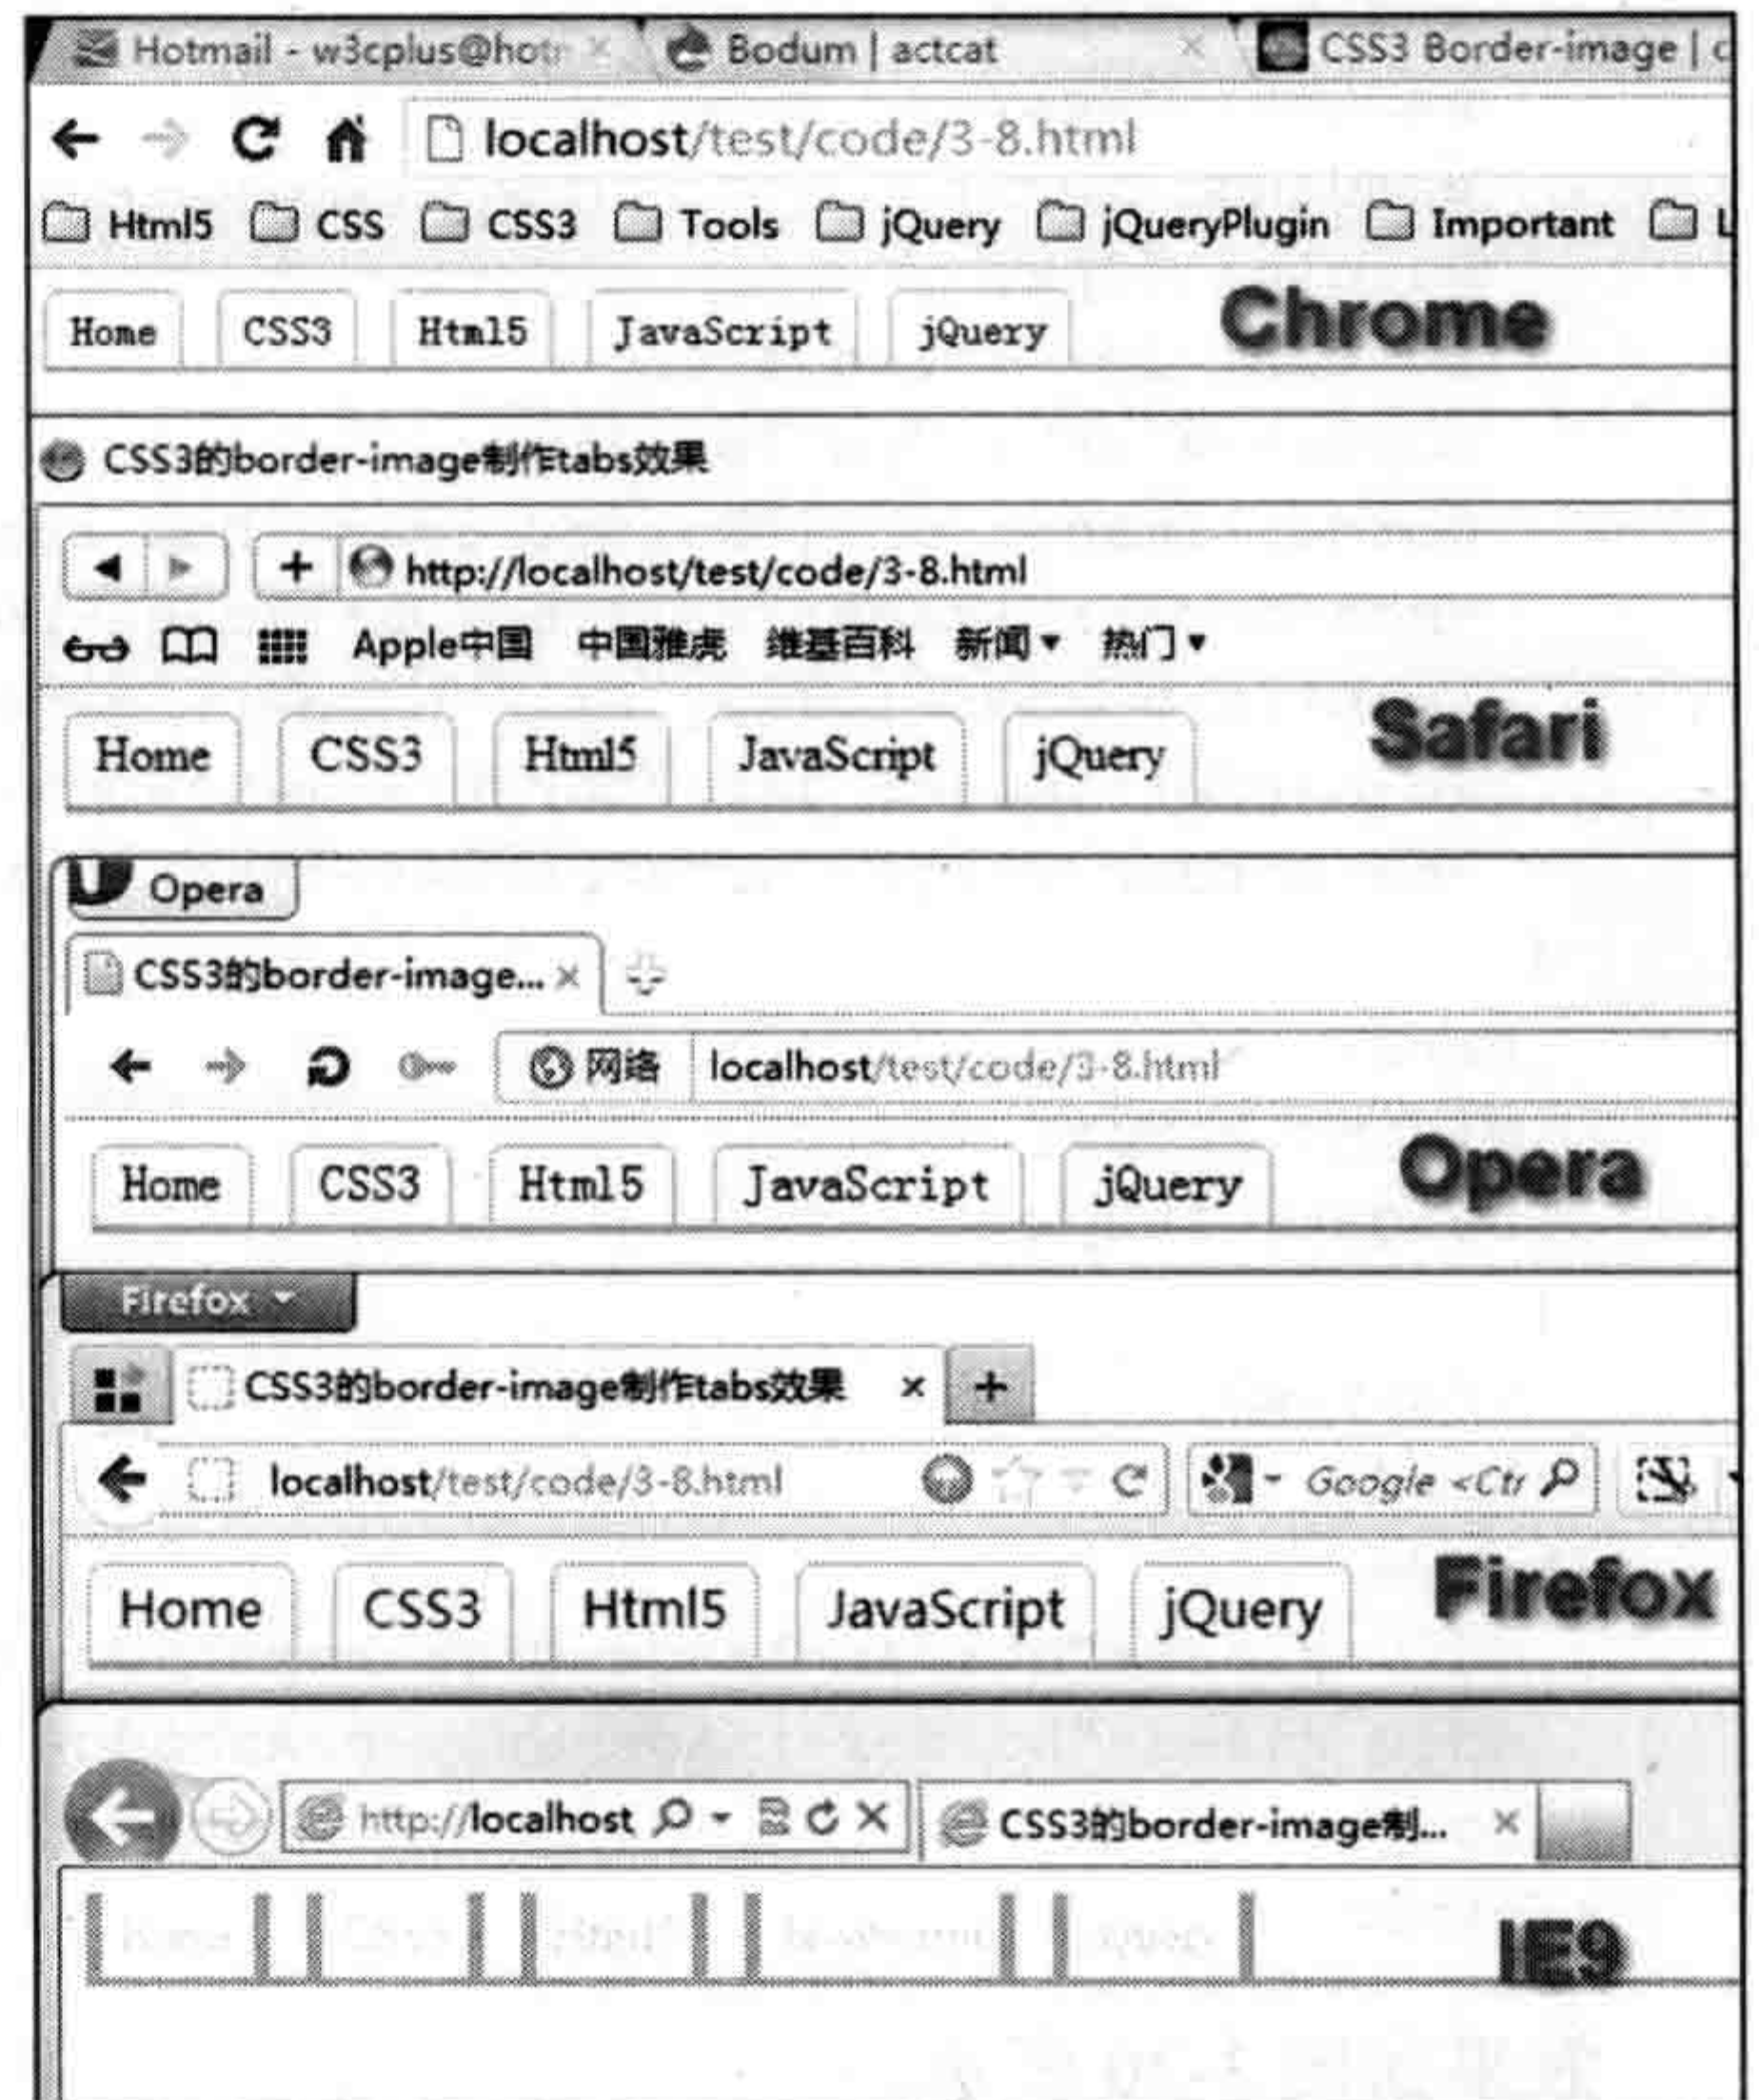 Hotmail - w3cplus@hotm Bodum | actcat CSS3 Border-image | c
localhost/test/code/3-8.html
Html5 CSS CSS3 Tools jQuery jQueryPlugin Important L
Home CSS3 Html5 JavaScript jQuery Chrome
CSS3的border-image制作tabs效果
http://localhost/test/code/3-8.html
Apple中国 中国雅虎 维基百科 新闻▼ 热门▼
Home CSS3 Html5 JavaScript jQuery Safari
Opera
CSS3的border-image...
网络 localhost/test/code/3-8.html
Home CSS3 Html5 JavaScript jQuery Opera
Firefox
CSS3的border-image制作tabs效果
localhost/test/code/3-8.html Google <Ctr
Home CSS3 Html5 JavaScript jQuery Firefox
http://localhost CSS3的border-image制...
IE9